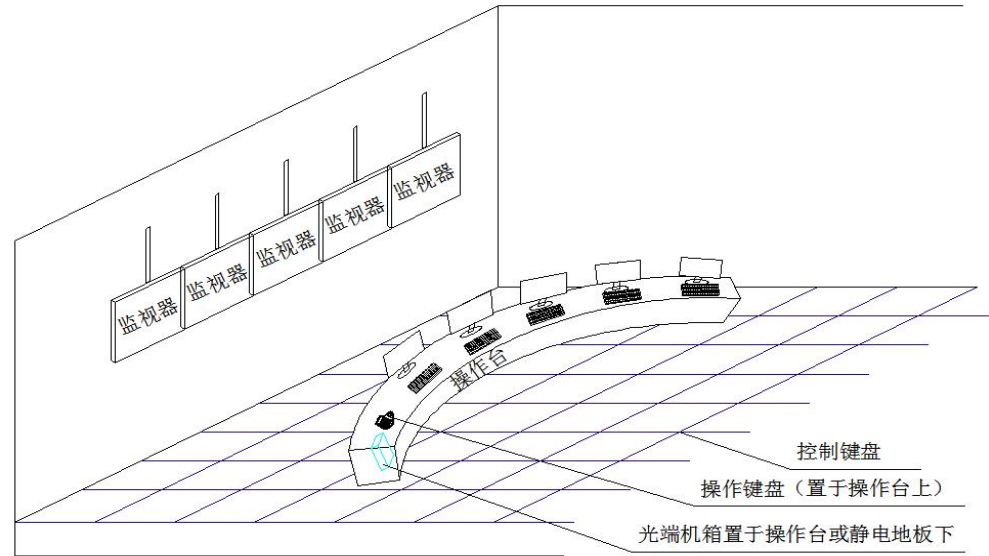 监视器
监视器
监视器
监视器
监视器
操作台
控制键盘
操作键盘（置于操作台上）
光端机箱置于操作台或静电地板下